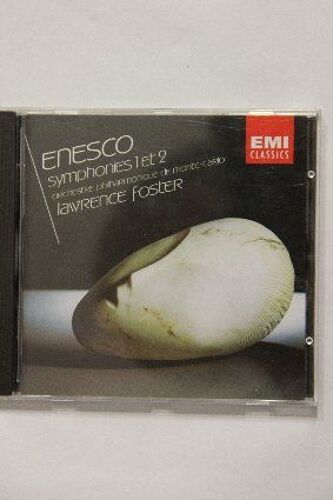 ENESCO
symphonies 1 et 2
orchestre philharmonique de monte-carlo
lawrence foster
EMI
CLASSICS